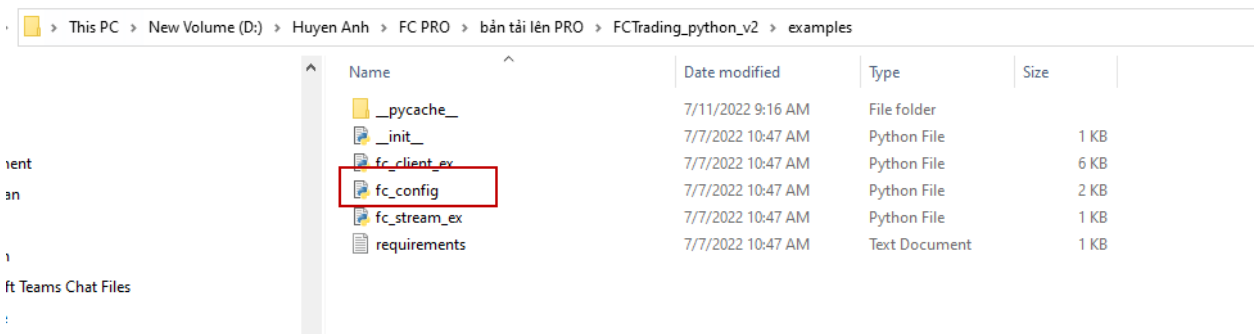 This PC > New Volume (D:) > Huyen Anh > FC PRO > bản tải lên PRO > FCTrading_python_v2 > examples
Name Date modified Type Size
__pycache__ 7/11/2022 9:16 AM File folder
__init__ 7/7/2022 10:47 AM Python File 1 KB
fc_client_ex 7/7/2022 10:47 AM Python File 6 KB
fc_config 7/7/2022 10:47 AM Python File 2 KB
fc_stream_ex 7/7/2022 10:47 AM Python File 1 KB
requirements 7/7/2022 10:47 AM Text Document 1 KB
ft Teams Chat Files